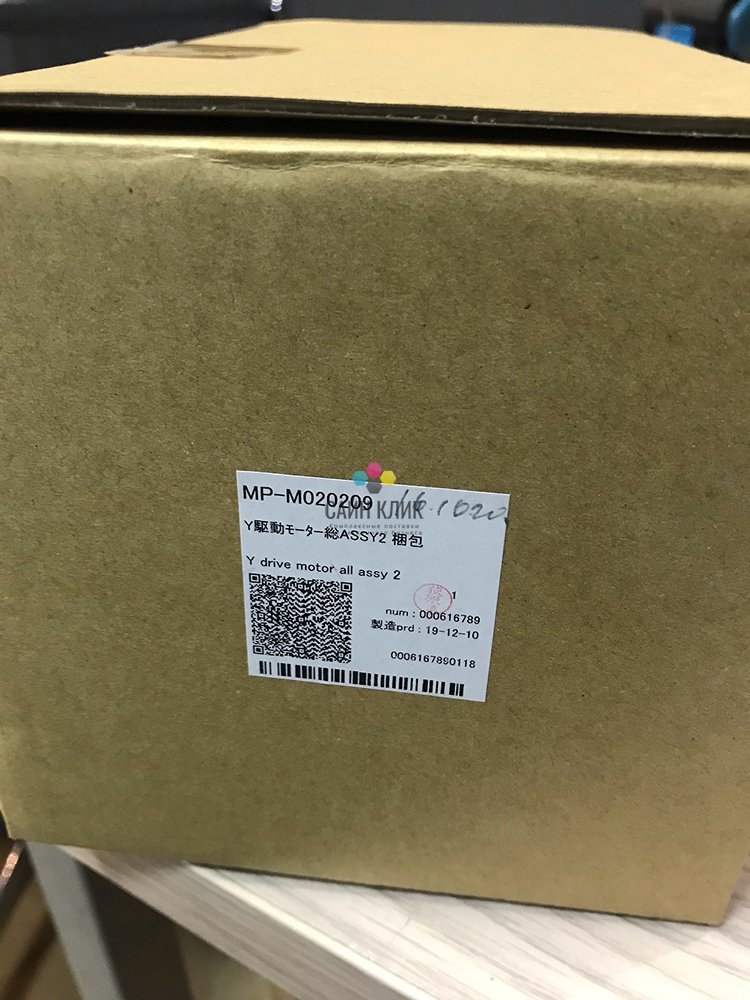 MP-M020209
САЙН КЛИК
комплексные поставки
Y駆動モーター総ASSY2 梱包
Y drive motor all assy 2
1
num : 000616789
製造prd : 19-12-10
0006167890118